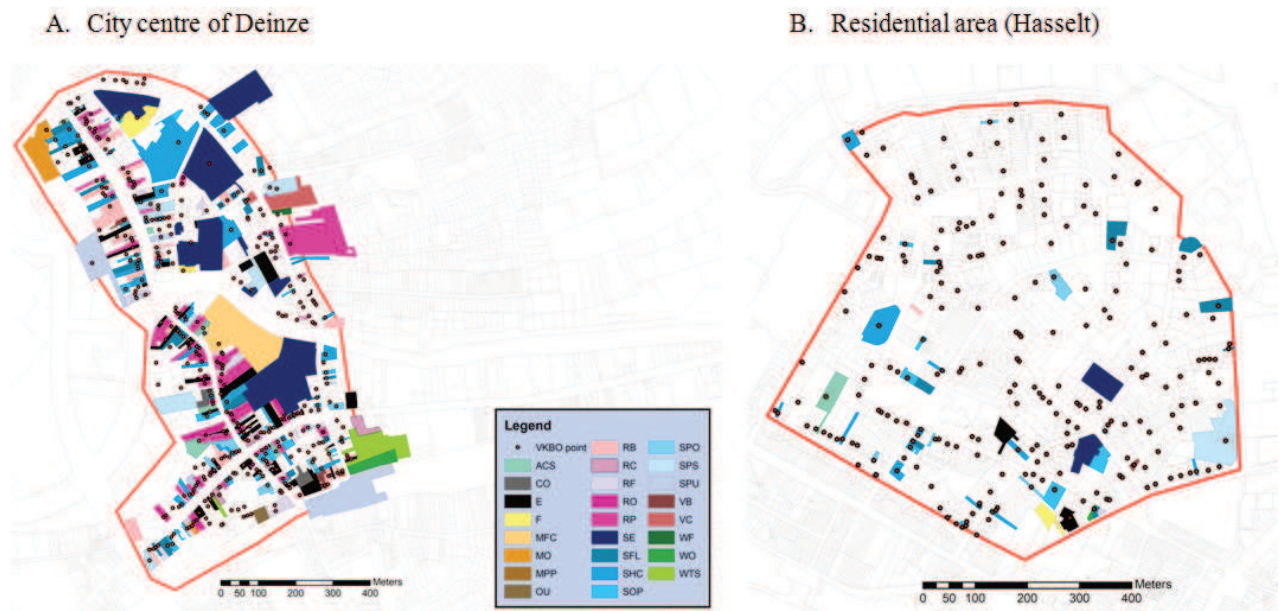 A. City centre of Deinze
B. Residential area (Hasselt)
Legend
VKBO point
ACS
CO
E
F
MFC
MO
MPP
OU
RB
RC
RF
RO
RP
SE
SFL
SHC
SOP
SPO
SPS
SPU
VB
VC
WF
WO
WTS
Meters
0 50 100 200 300 400
Meters
0 50 100 200 300 400